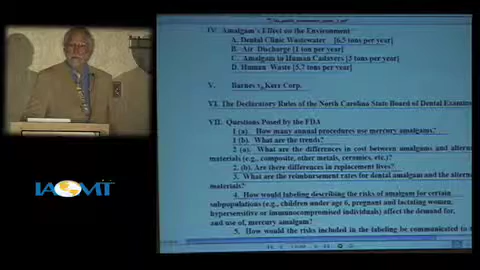 IV. Amalgam's Effect on the Environment
A. Dental Clinic Wastewater [6.5 tons per year]
B. Air Discharge [1 ton per year]
C. Amalgam in Human Cadavers [3 tons per year]
D. Human Waste [5.7 tons per year]
V. Barnes v. Kerr Corp.
VI. The Declaratory Rules of the North Carolina State Board of Dental Examin
VII. Questions Posed by the FDA
1 (a). How many annual procedures use mercury amalgams?
1 (b). What are the trends?
2 (a). What are the differences in cost between amalgams and altern
materials (e.g., composite, other metals, ceramics, etc.)?
2. (b). Are there differences in replacement lives?
3. What are the reimbursement rates for dental amalgam and the altern
materials?
4. How would labeling describing the risks of amalgam for certain
subpopulations (e.g., children under age 6, pregnant and lactating women,
hypersensitive or immunocompromised individuals) affect the demand for,
and use of, mercury amalgam?
5. How would the risks included in the labeling be communicated to
IAOMT